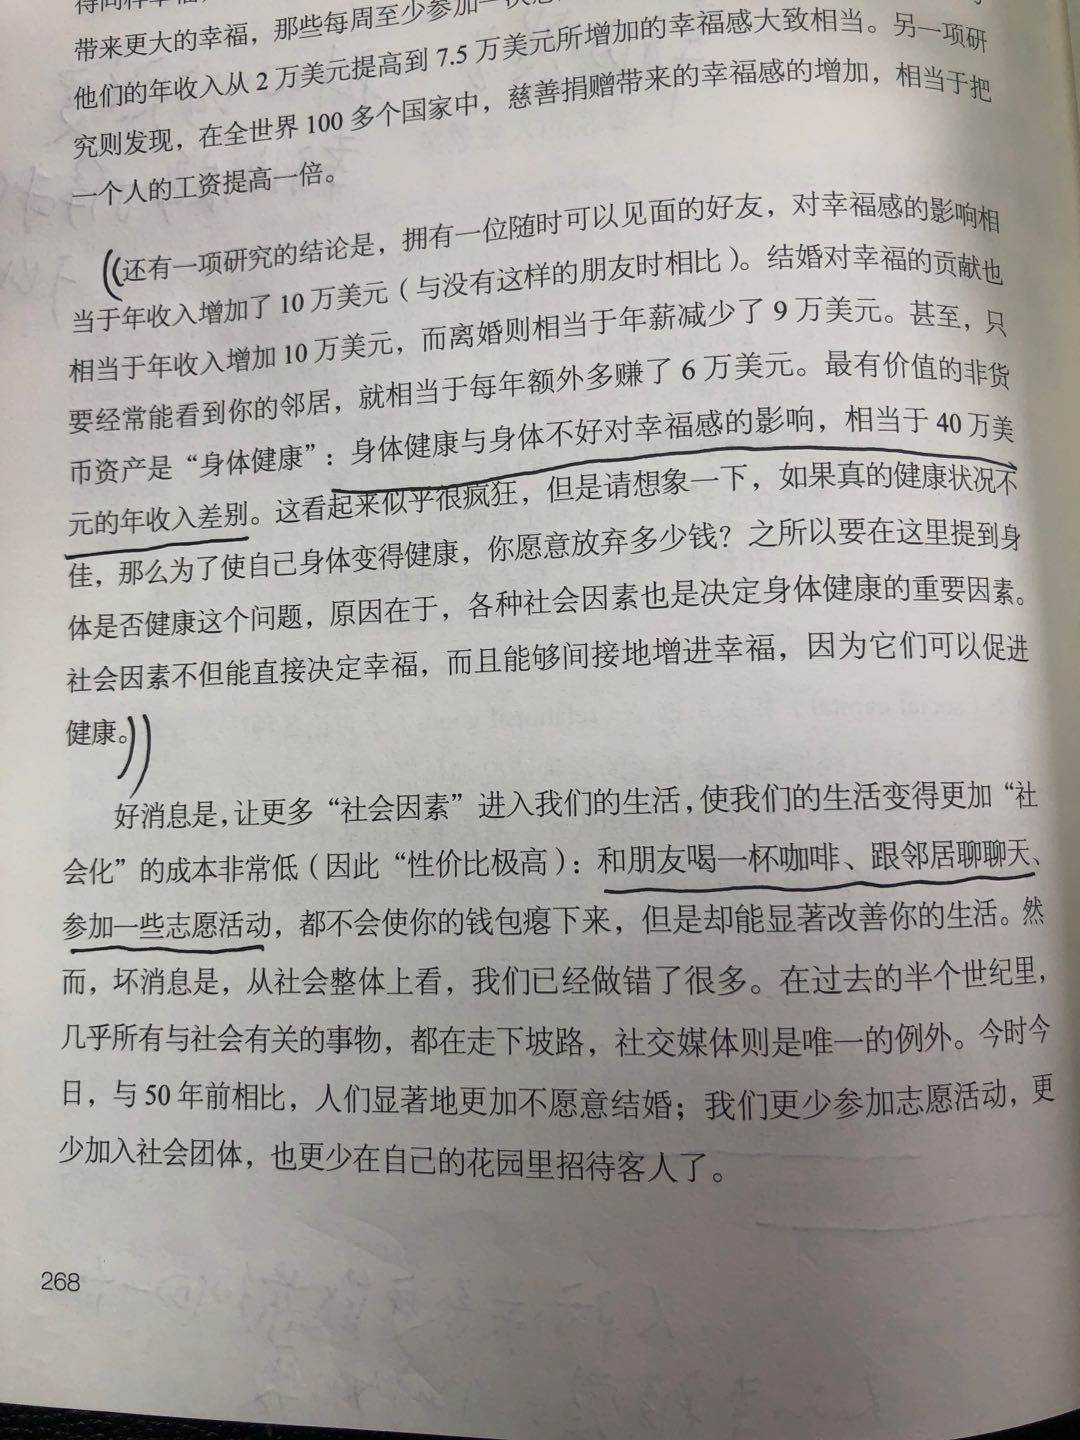 带来更大的幸福，那些每周至少参加一次
他们的年收入从 2 万美元提高到 7.5 万美元所增加的幸福感大致相当。另一项研
究则发现，在全世界 100 多个国家中，慈善捐赠带来的幸福感的增加，相当于把
一个人的工资提高一倍。
还有一项研究的结论是，拥有一位随时可以见面的好友，对幸福感的影响相
当于年收入增加了 10 万美元（与没有这样的朋友时相比）。结婚对幸福的贡献也
相当于年收入增加 10 万美元，而离婚则相当于年薪减少了 9 万美元。甚至，只
要经常能看到你的邻居，就相当于每年额外多赚了 6 万美元。最有价值的非货
币资产是“身体健康”：身体健康与身体不好对幸福感的影响，相当于 40 万美
元的年收入差别。这看起来似乎很疯狂，但是请想象一下，如果真的健康状况不
佳，那么为了使自己身体变得健康，你愿意放弃多少钱？之所以要在这里提到身
体是否健康这个问题，原因在于，各种社会因素也是决定身体健康的重要因素。
社会因素不但能直接决定幸福，而且能够间接地增进幸福，因为它们可以促进
健康。
好消息是，让更多“社会因素”进入我们的生活，使我们的生活变得更加“社
会化”的成本非常低（因此“性价比极高）：和朋友喝一杯咖啡、跟邻居聊聊天、
参加一些志愿活动，都不会使你的钱包瘪下来，但是却能显著改善你的生活。然
而，坏消息是，从社会整体上看，我们已经做错了很多。在过去的半个世纪里，
几乎所有与社会有关的事物，都在走下坡路，社交媒体则是唯一的例外。今时今
日，与 50 年前相比，人们显著地更加不愿意结婚；我们更少参加志愿活动，更
少加入社会团体，也更少在自己的花园里招待客人了。
268